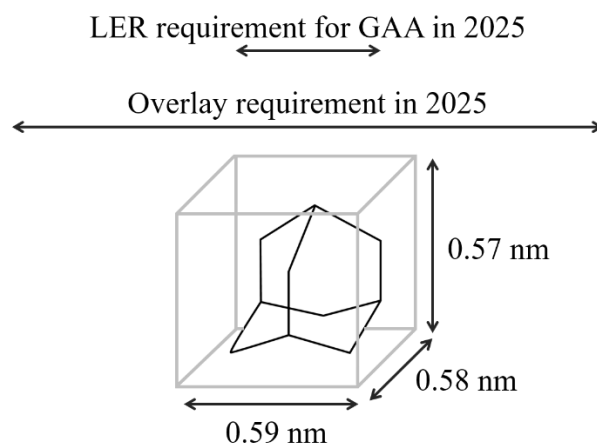 LER requirement for GAA in 2025
Overlay requirement in 2025
0.57 nm
0.58 nm
0.59 nm